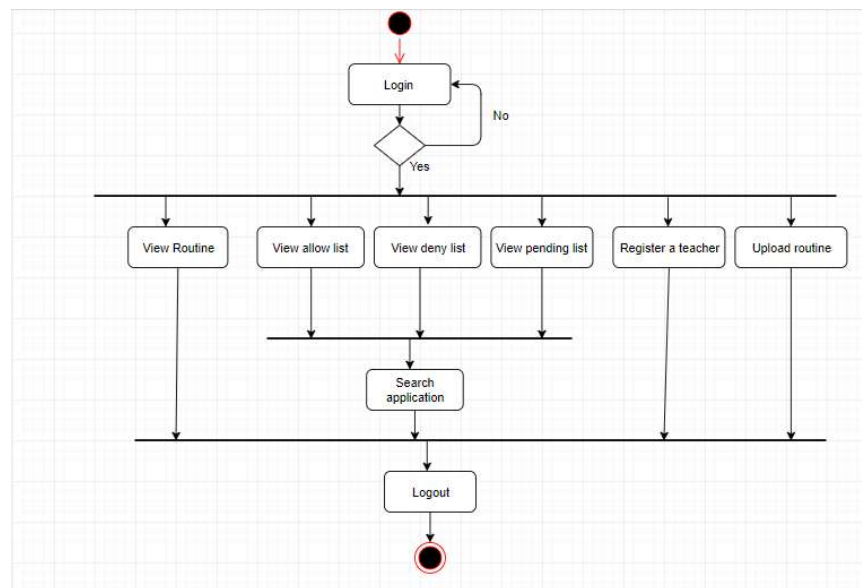 Login
No
Yes
View Routine
View allow list
View deny list
View pending list
Register a teacher
Upload routine
Search
application
Logout